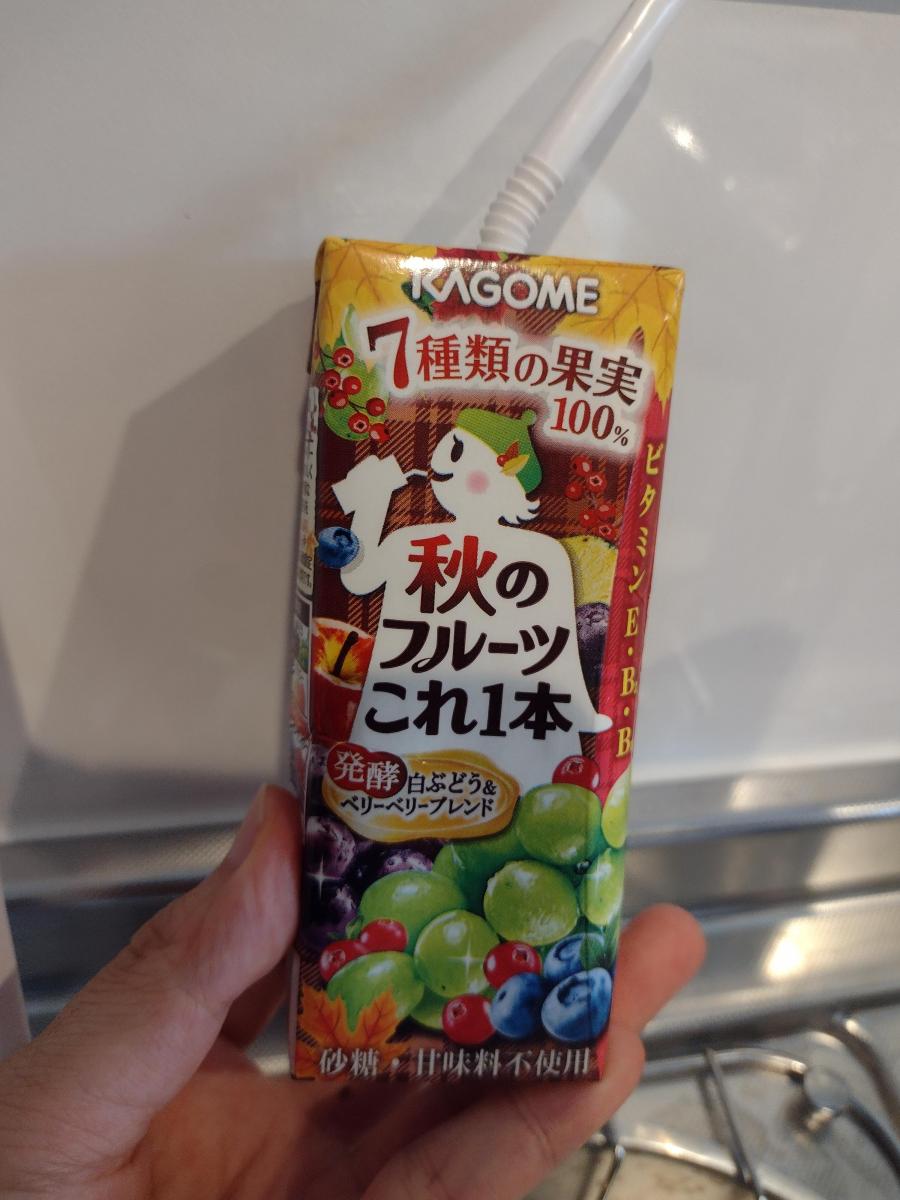 KAGOME
7種類の果実
100%
秋の
フルーツ
これ1本
ビタミンE・B
・B
発酵
白ぶどう&
ベリーベリーブレンド
砂糖・甘味料不使用